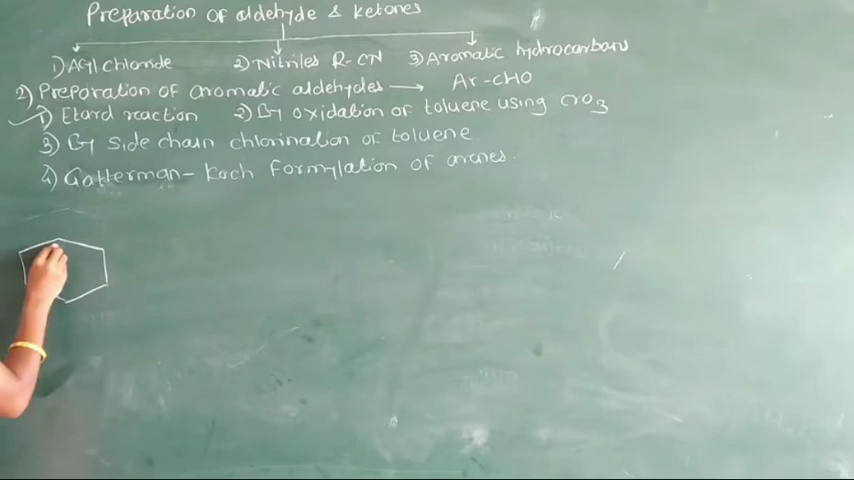 Preparation of aldehyde & ketones
1) Acyl chloride 2) Nitriles R-CN 3) Aromatic hydrocarbons
2) Preparation of aromatic aldehydes → Ar-CHO
1) Etard reaction 2) By oxidation of toluene using CrO3
3) By side chain chlorination of toluene
4) Gatterman-Koch formylation of arenes.